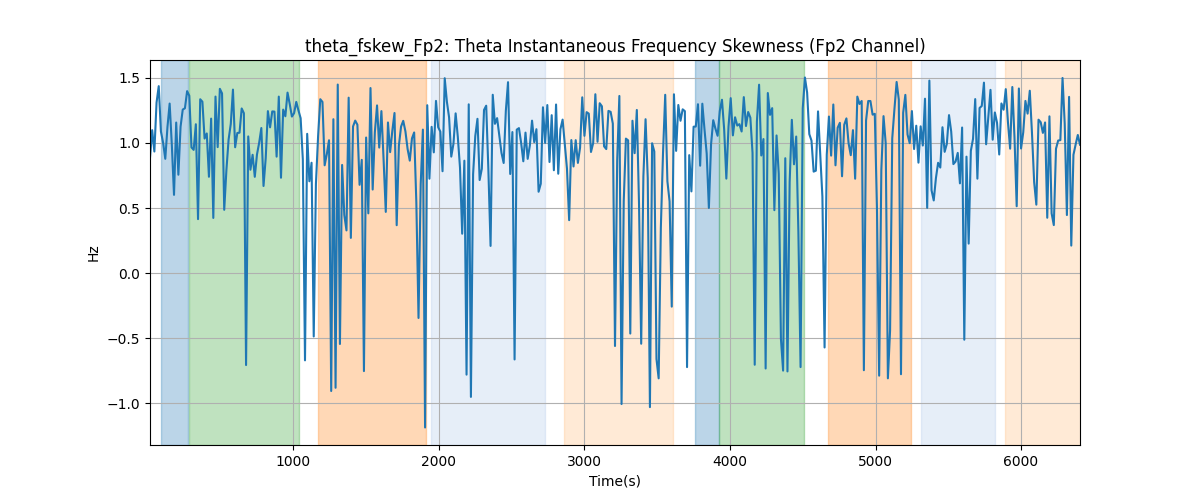 theta_fskew_Fp2: Theta Instantaneous Frequency Skewness (Fp2 Channel)
1.5
1.0
0.5
0.0
−0.5
−1.0
Hz
1000 2000 3000 4000 5000 6000
Time(s)